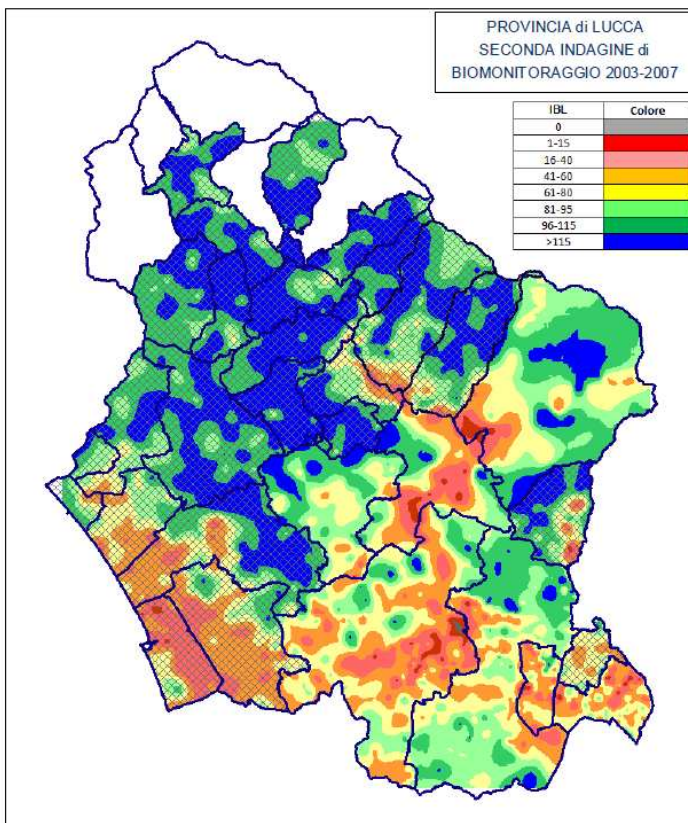 PROVINCIA di LUCCA
SECONDA INDAGINE di
BIOMONITORAGGIO 2003-2007
IBL Colore
0
1-15
16-40
41-60
61-80
81-95
96-115
>115